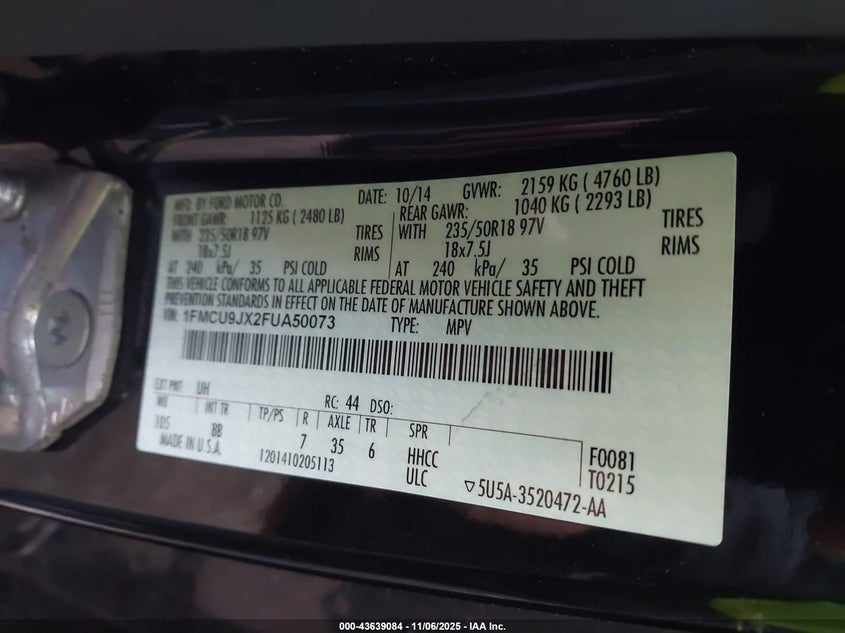 MFD. BY FORD MOTOR CO. DATE: 10/14 GVWR: 2159 KG ( 4760 LB)
FRONT GAWR: 1125 KG ( 2480 LB) REAR GAWR: 1040 KG ( 2293 LB)
WITH 235/50R18 97V TIRES WITH 235/50R18 97V TIRES
18x7.5J RIMS 18x7.5J RIMS
AT 240 kPa/ 35 PSI COLD AT 240 kPa/ 35 PSI COLD
THIS VEHICLE CONFORMS TO ALL APPLICABLE FEDERAL MOTOR VEHICLE SAFETY AND THEFT
PREVENTION STANDARDS IN EFFECT ON THE DATE OF MANUFACTURE SHOWN ABOVE.
VIN: 1FMCU9JX2FUA50073 TYPE: MPV
EXT PNT: UH RC: 44 DSO:
WB INT TR TP/PS R AXLE TR SPR
105 8B 7 35 6 HHCC F0081
MADE IN U.S.A. 1201410205113 ULC T0215
▽5U5A-3520472-AA
000-43639084 - 11/06/2025 - IAA Inc.